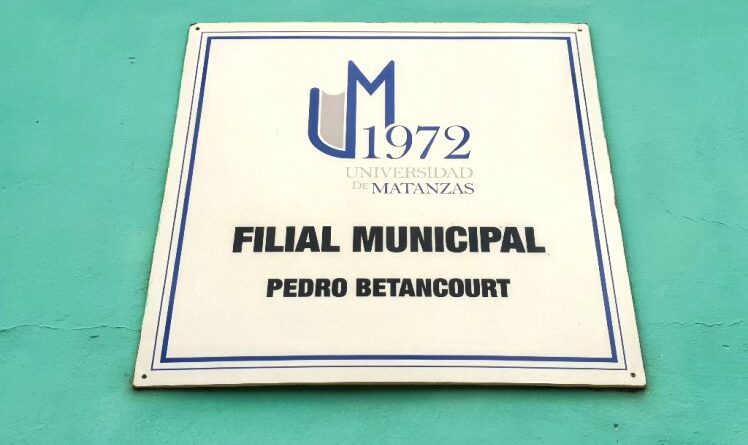 UM
1972
UNIVERSIDAD
DE MATANZAS
FILIAL MUNICIPAL
PEDRO BETANCOURT